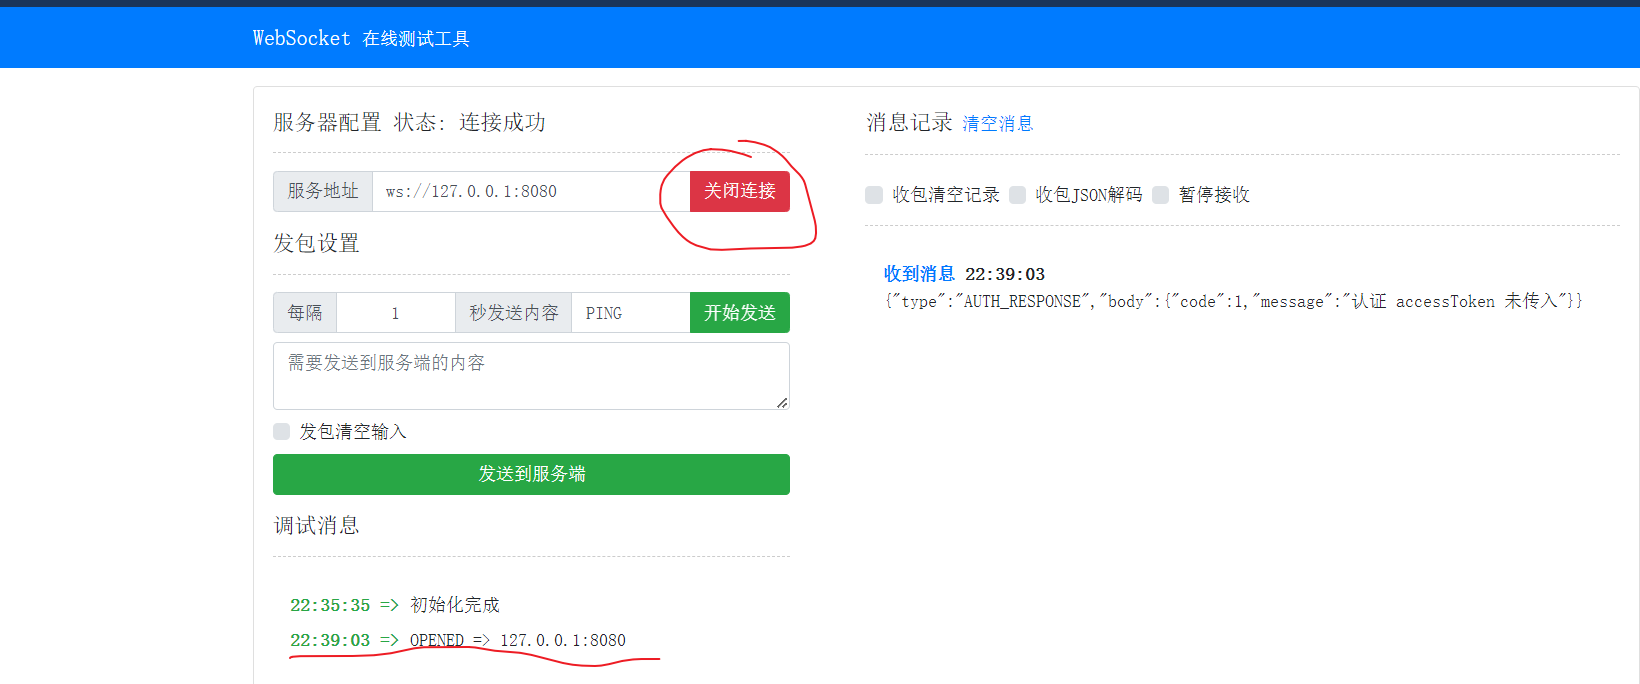 WebSocket 在线测试工具
服务器配置 状态: 连接成功
服务地址 ws://127.0.0.1:8080 关闭连接
发包设置
每隔 1 秒发送内容 PING 开始发送
需要发送到服务端的内容
发包清空输入
发送到服务端
调试消息
22:35:35 => 初始化完成
22:39:03 => OPENED => 127.0.0.1:8080
消息记录 清空消息
收包清空记录 收包JSON解码 暂停接收
收到消息 22:39:03
{"type":"AUTH_RESPONSE","body":{"code":1,"message":"认证 accessToken 未传入"}}